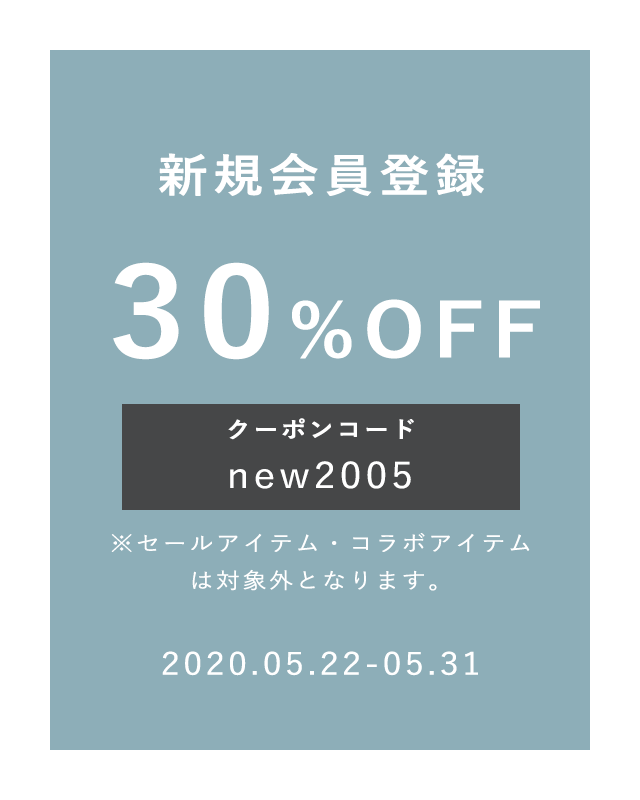 新規会員登録
30%OFF
クーポンコード
new2005
※セールアイテム・コラボアイテム
は対象外となります。
2020.05.22-05.31